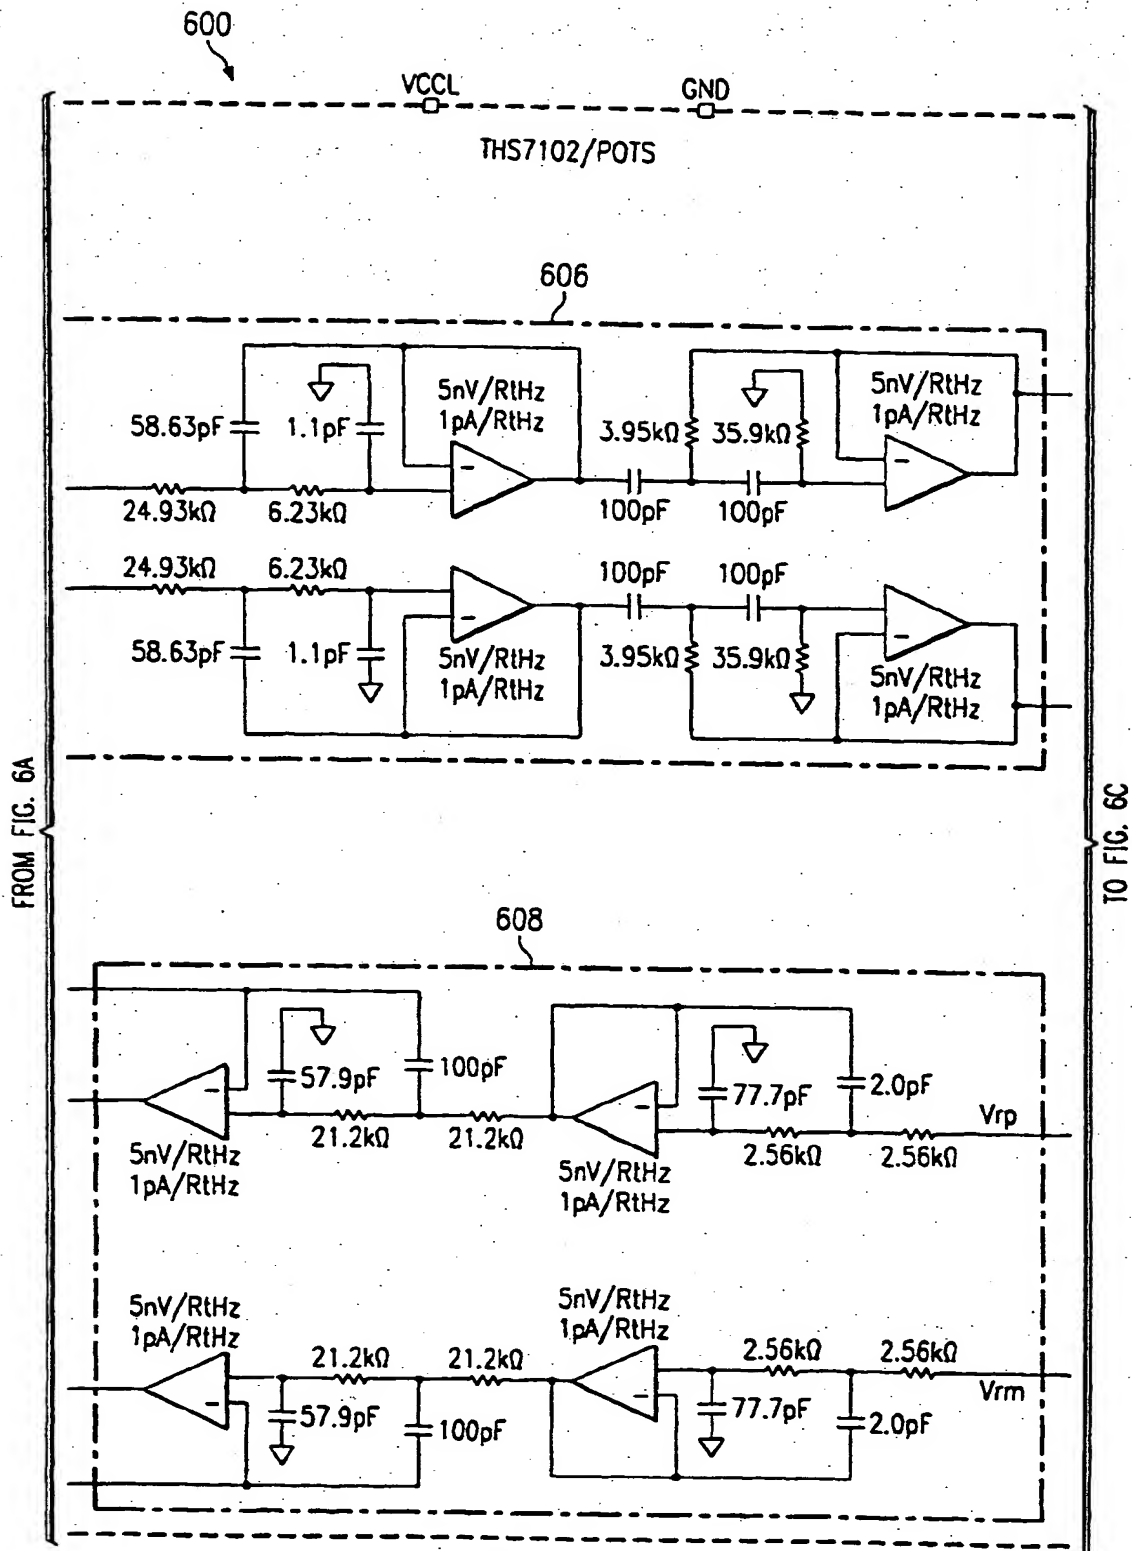 600
VCCL
GND
THS7102/POTS
606
5nV/RtHz
1pA/RtHz
5nV/RtHz
1pA/RtHz
58.63pF
1.1pF
3.95kΩ
35.9kΩ
24.93kΩ
6.23kΩ
100pF
100pF
24.93kΩ
6.23kΩ
100pF
100pF
58.63pF
1.1pF
5nV/RtHz
1pA/RtHz
3.95kΩ
35.9kΩ
5nV/RtHz
1pA/RtHz
FROM FIG. 6A
TO FIG. 6C
608
57.9pF
100pF
77.7pF
2.0pF
Vrp
21.2kΩ
21.2kΩ
2.56kΩ
2.56kΩ
5nV/RtHz
1pA/RtHz
5nV/RtHz
1pA/RtHz
5nV/RtHz
1pA/RtHz
5nV/RtHz
1pA/RtHz
21.2kΩ
21.2kΩ
2.56kΩ
2.56kΩ
Vrm
57.9pF
100pF
77.7pF
2.0pF